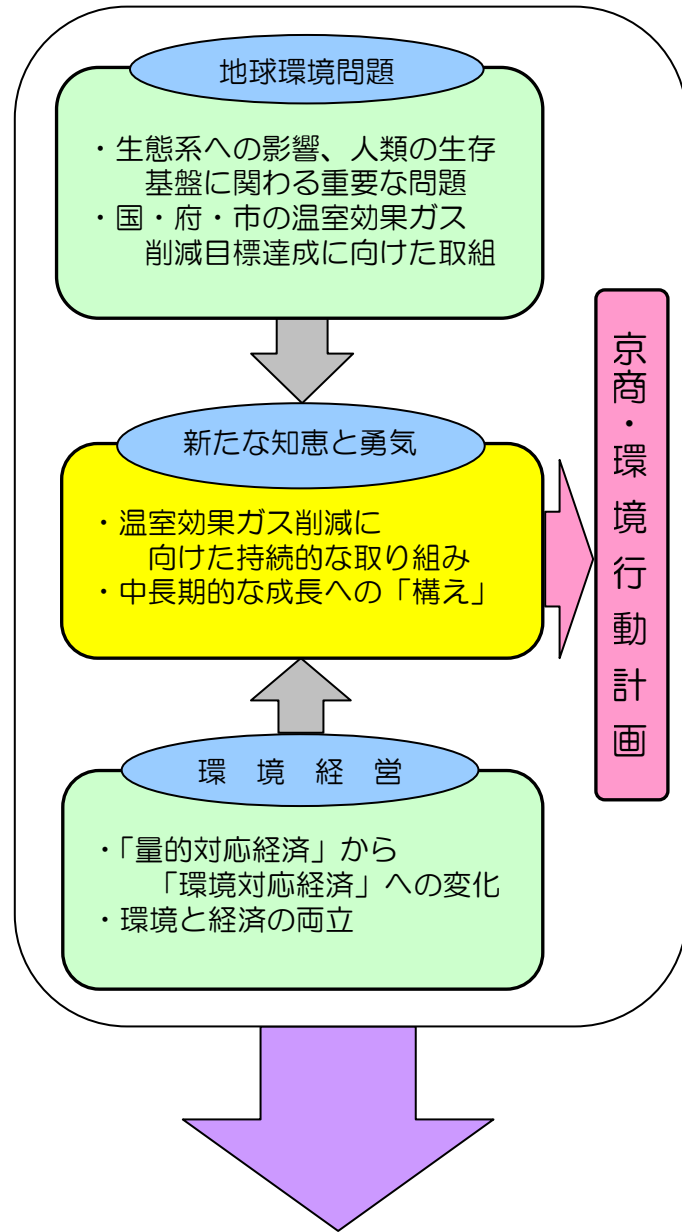 地球環境問題
・生態系への影響、人類の生存
基盤に関わる重要な問題
・国・府・市の温室効果ガス
削減目標達成に向けた取組
新たな知恵と勇気
・温室効果ガス削減に
向けた持続的な取り組み
・中長期的な成長への「構え」
京商・環境行動計画
環　境　経　営
・「量的対応経済」から
「環境対応経済」への変化
・環境と経済の両立